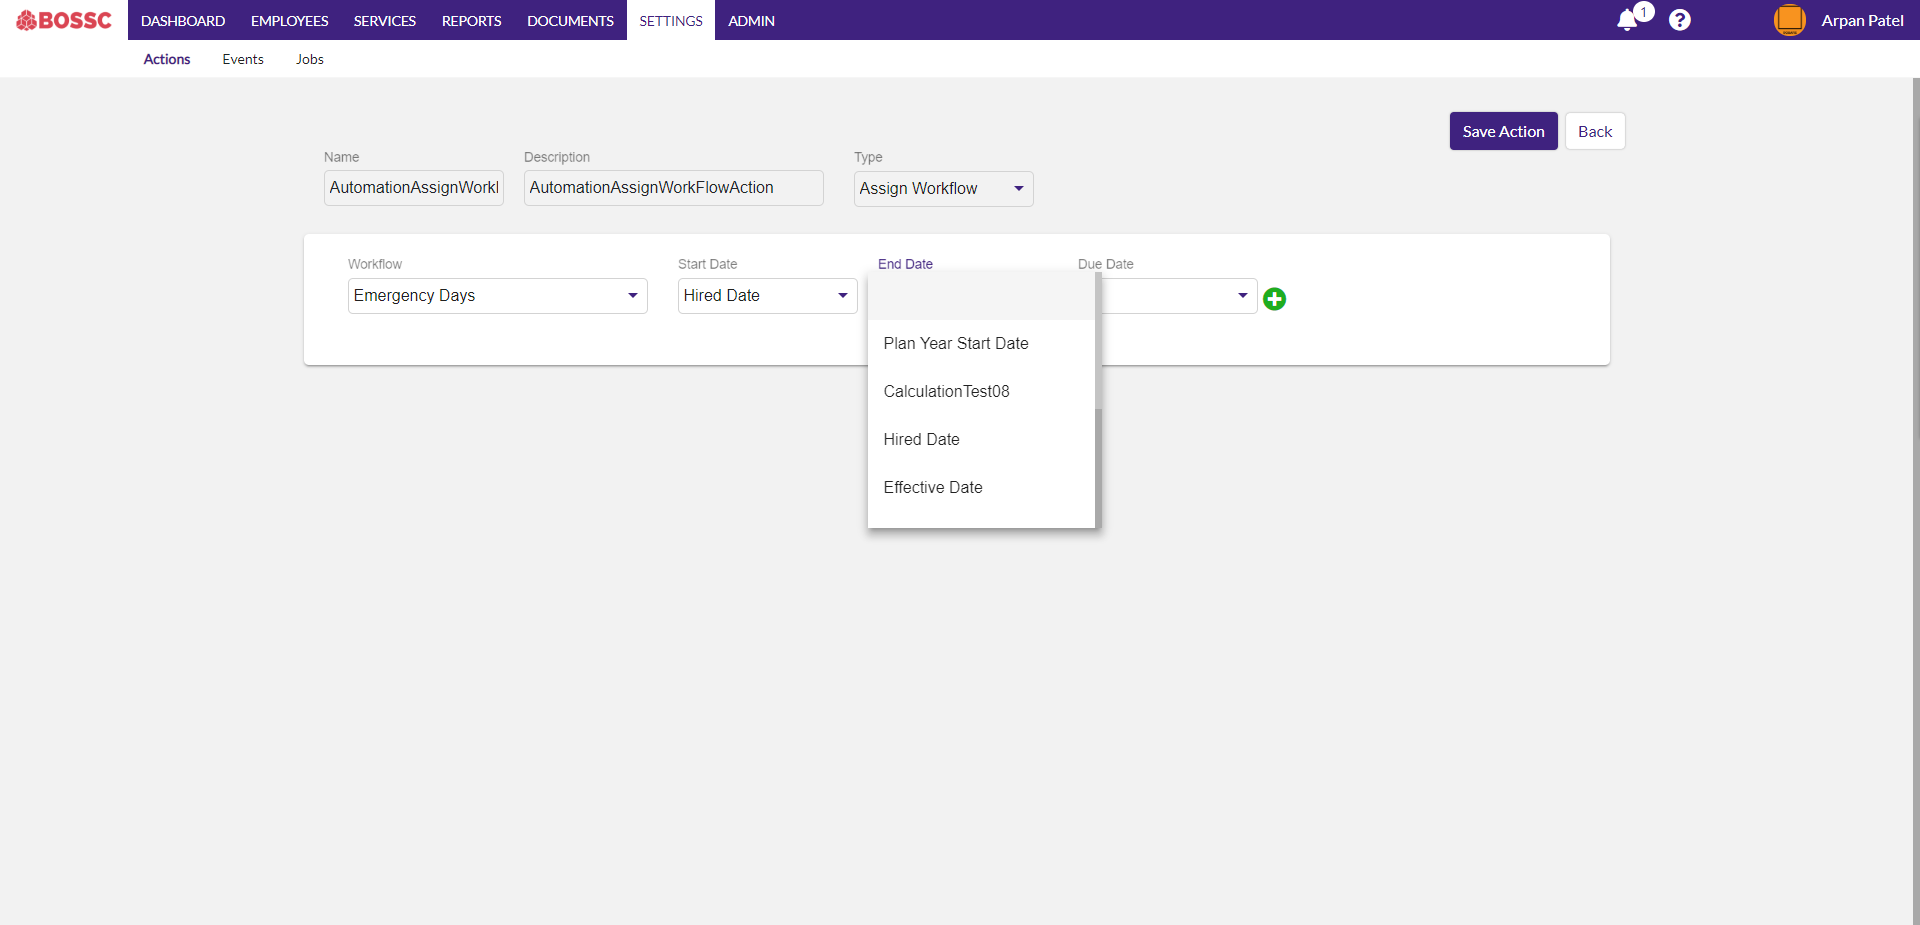 BOSSC
DASHBOARD EMPLOYEES SERVICES REPORTS DOCUMENTS SETTINGS ADMIN 1 ? Arpan Patel
Actions Events Jobs
Save Action Back
Name Description Type
AutomationAssignWorkl AutomationAssignWorkFlowAction Assign Workflow
Workflow Start Date End Date Due Date
Emergency Days Hired Date
Plan Year Start Date
CalculationTest08
Hired Date
Effective Date